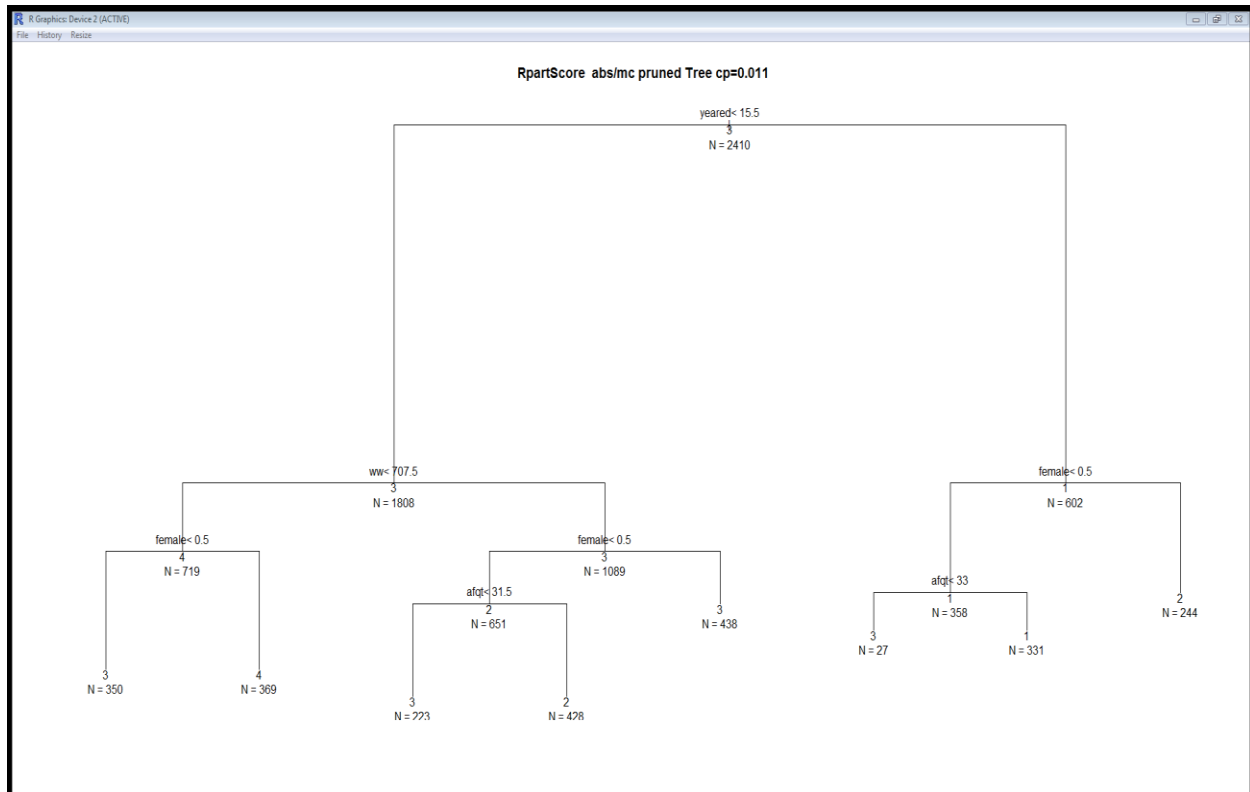 R Graphics: Device 2 (ACTIVE)
File History Resize
RpartScore abs/mc pruned Tree cp=0.011
yeared< 15.5
3
N = 2410
ww< 707.5
3
N = 1808
female< 0.5
1
N = 602
female< 0.5
4
N = 719
female< 0.5
3
N = 1089
afqt< 31.5
2
N = 651
3
N = 438
afqt< 33
1
N = 358
2
N = 244
3
N = 27
1
N = 331
3
N = 350
4
N = 369
3
N = 223
2
N = 428